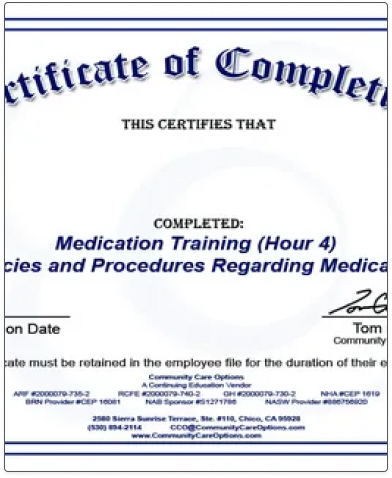 rtificate of Complet
THIS CERTIFIES THAT
COMPLETED:
Medication Training (Hour 4)
cies and Procedures Regarding Medica
on Date
Tom
Community
cate must be retained in the employee file for the duration of their e
Community Care Options
A Continuing Education Vendor
ARF #2000079-735-2 RCFE #2000079-740-2 GH #2000079-730-2 NHA #CEP 1619
BRN Provider #CEP 16081 NAB Sponsor #S1271786 NASW Provider #886756920
2580 Sierra Sunrise Terrace, Ste. #110, Chico, CA 95928
(530) 894-2114 CCO@CommunityCareOptions.com
www.CommunityCareOptions.com